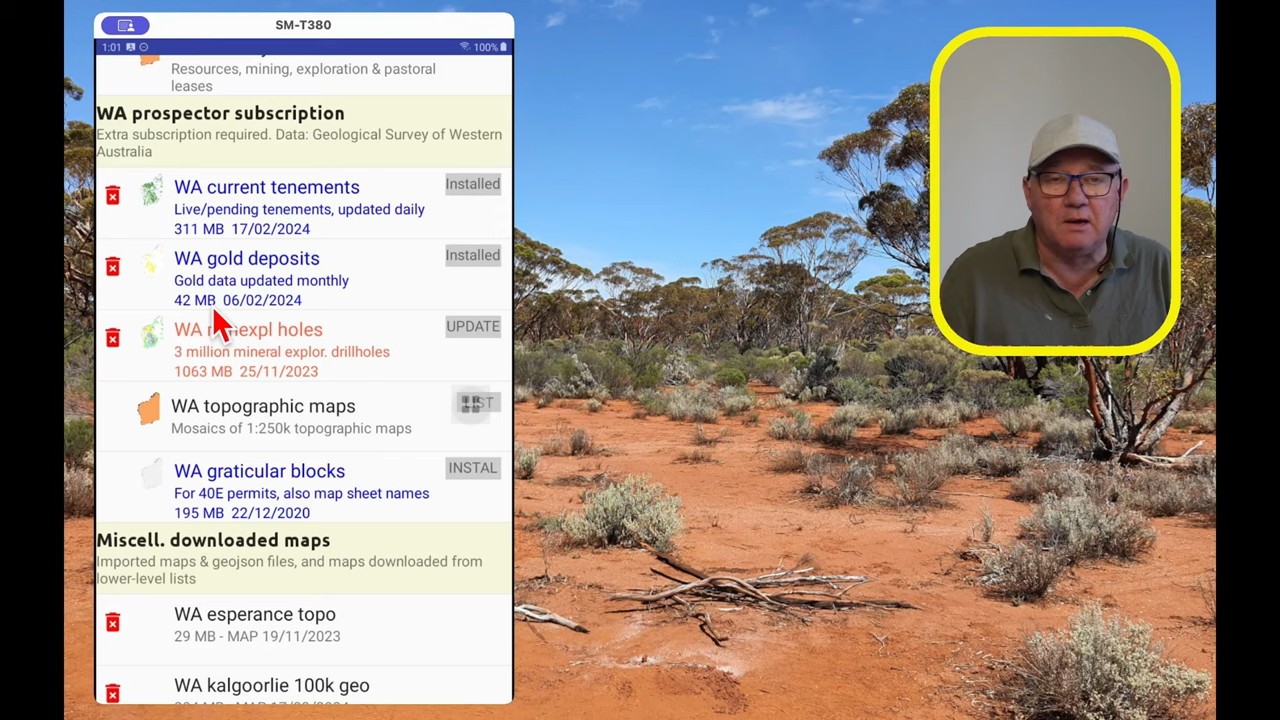 SM-T380
1:01
100%
Resources, mining, exploration & pastoral
leases
WA prospector subscription
Extra subscription required. Data: Geological Survey of Western
Australia
WA current tenements
Installed
Live/pending tenements, updated daily
311 MB 17/02/2024
WA gold deposits
Installed
Gold data updated monthly
42 MB 06/02/2024
WA expl holes
UPDATE
3 million mineral explor. drillholes
1063 MB 25/11/2023
WA topographic maps
Mosaics of 1:250k topographic maps
WA graticular blocks
INSTAL
For 40E permits, also map sheet names
195 MB 22/12/2020
Miscell. downloaded maps
Imported maps & geojson files, and maps downloaded from
lower-level lists
WA esperance topo
29 MB - MAP 19/11/2023
WA kalgoorlie 100k geo